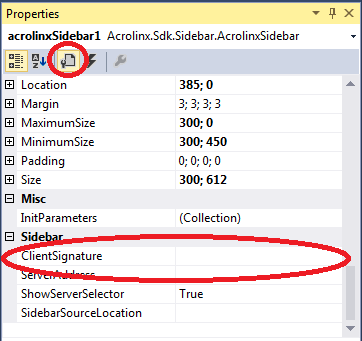 Properties
acrolinxSidebar1 Acrolinx.Sdk.Sidebar.AcrolinxSidebar
Location 385; 0
Margin 3; 3; 3; 3
MaximumSize 300; 0
MinimumSize 300; 450
Padding 0; 0; 0; 0
Size 300; 612
Misc
InitParameters (Collection)
Sidebar
ClientSignature
ServerAddress
ShowServerSelector True
SidebarSourceLocation